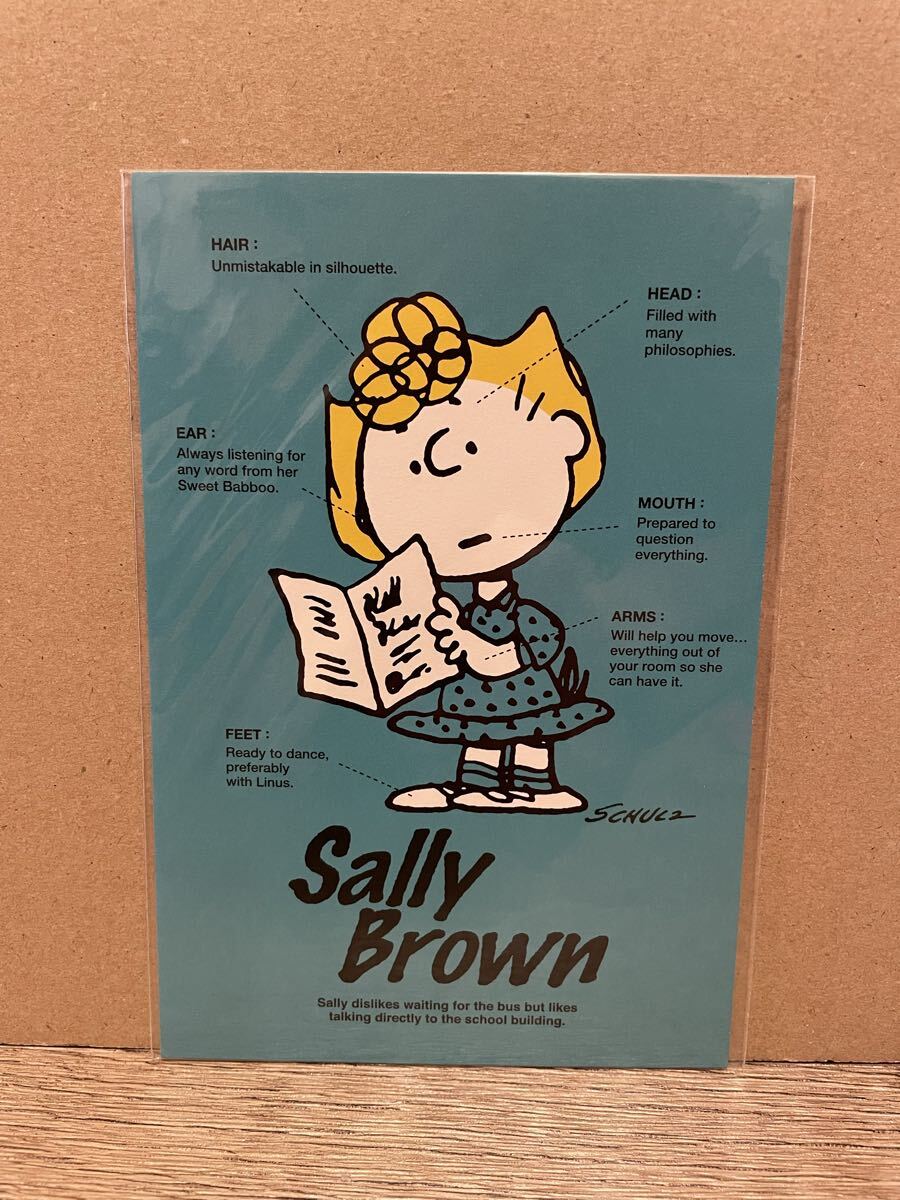 HAIR :
Unmistakable in silhouette.
HEAD :
Filled with
many
philosophies.
EAR :
Always listening for
any word from her
Sweet Babboo.
MOUTH :
Prepared to
question
everything.
ARMS :
Will help you move...
everything out of
your room so she
can have it.
FEET :
Ready to dance,
preferably
with Linus.
SCHULZ
Sally
Brown
Sally dislikes waiting for the bus but likes
talking directly to the school building.